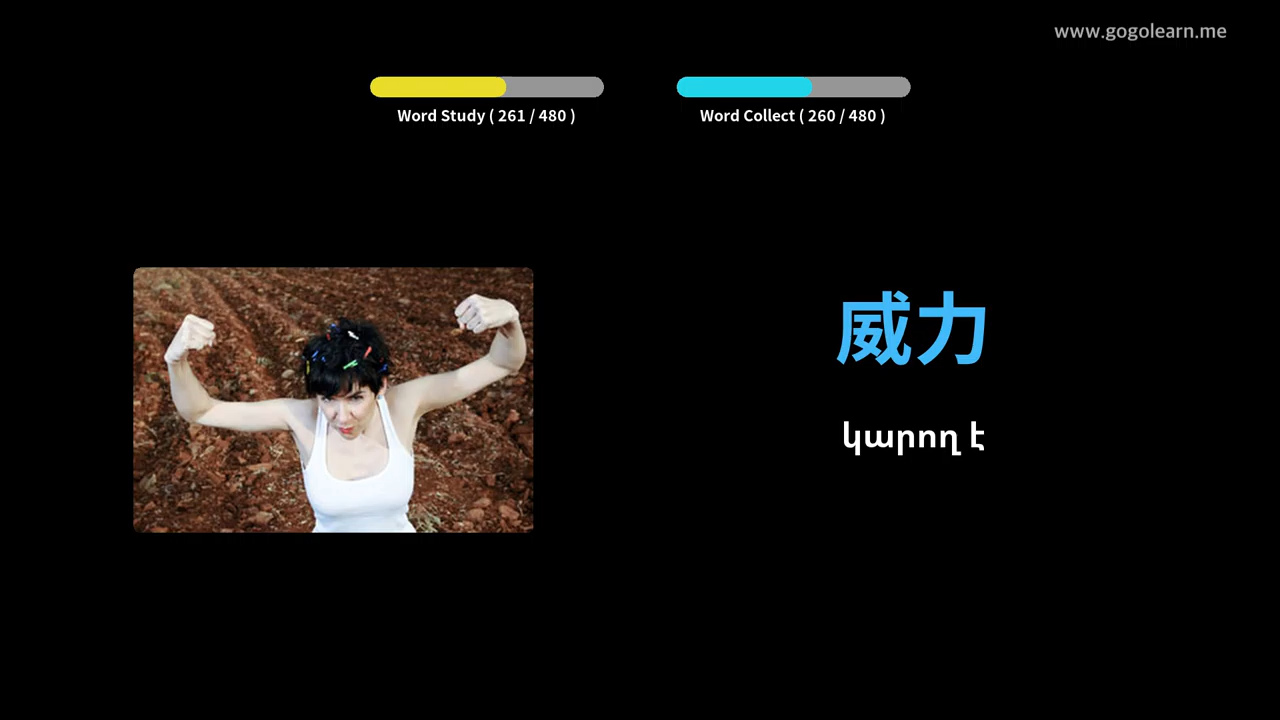 www.gogolearn.me
Word Study ( 261 / 480 )
Word Collect ( 260 / 480 )
威力
կարող է